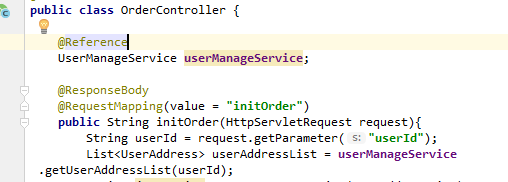 public class OrderController {
@Reference
UserManageService userManageService;
@ResponseBody
@RequestMapping(value = "initOrder")
public String initOrder(HttpServletRequest request){
String userId = request.getParameter( s: "userId");
List<UserAddress> userAddressList = userManageService
.getUserAddressList(userId);